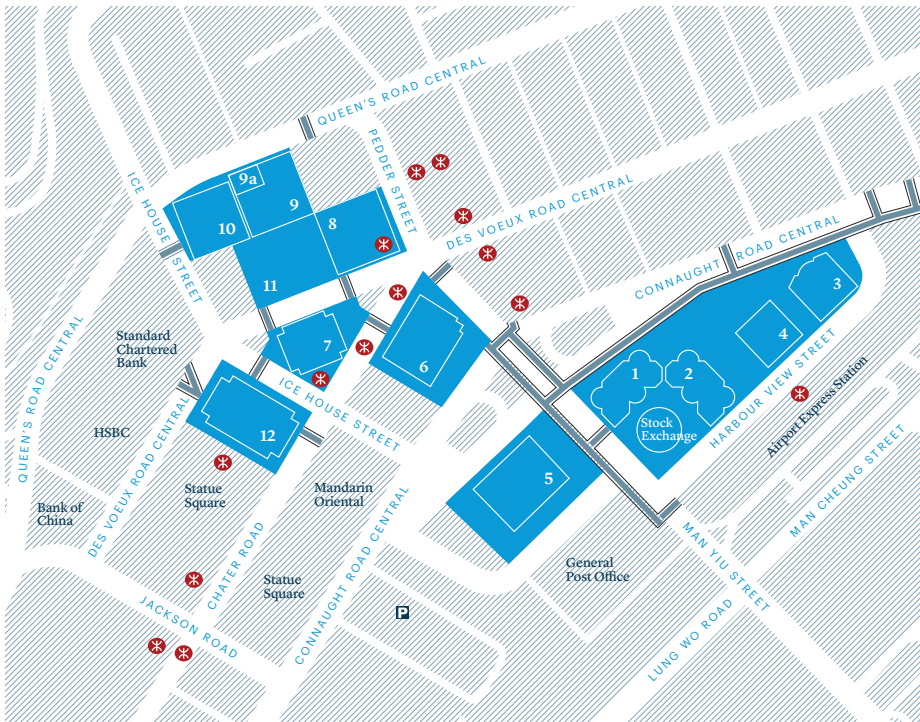 QUEEN'S ROAD CENTRAL
PEDDER STREET
ICE HOUSE STREET
9a
9
10
8
11
DES VOEUX ROAD CENTRAL
CONNAUGHT ROAD CENTRAL
3
4
HARBOUR VIEW STREET
1
2
Stock
Exchange
Airport Express Station
MAN CHEUNG STREET
Standard
Chartered
Bank
7
6
ICE HOUSE STREET
12
5
QUEEN'S ROAD CENTRAL
HSBC
DES VOEUX ROAD CENTRAL
Bank of
China
Statue
Square
Mandarin
Oriental
CHATER ROAD
Statue
Square
CONNAUGHT ROAD CENTRAL
JACKSON ROAD
P
General
Post Office
MAN YIU STREET
LUNG WO ROAD